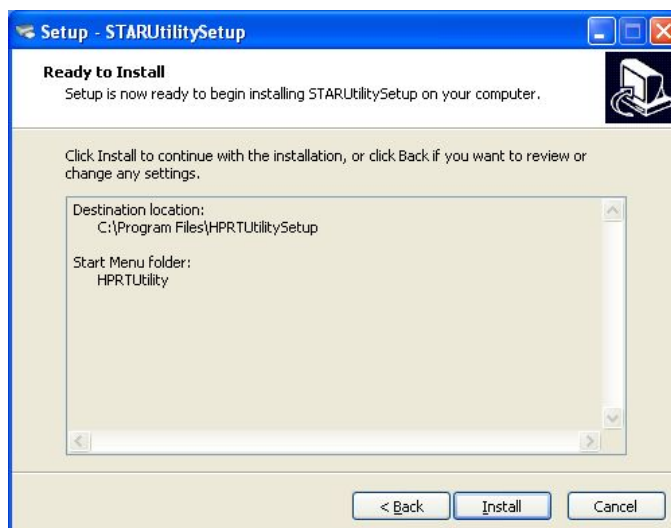 Setup - STARUtilitySetup
Ready to Install
Setup is now ready to begin installing STARUtilitySetup on your computer.
Click Install to continue with the installation, or click Back if you want to review or
change any settings.
Destination location:
C:\Program Files\HPRTUtilitySetup
Start Menu folder:
HPRTUtility
< Back
Install
Cancel